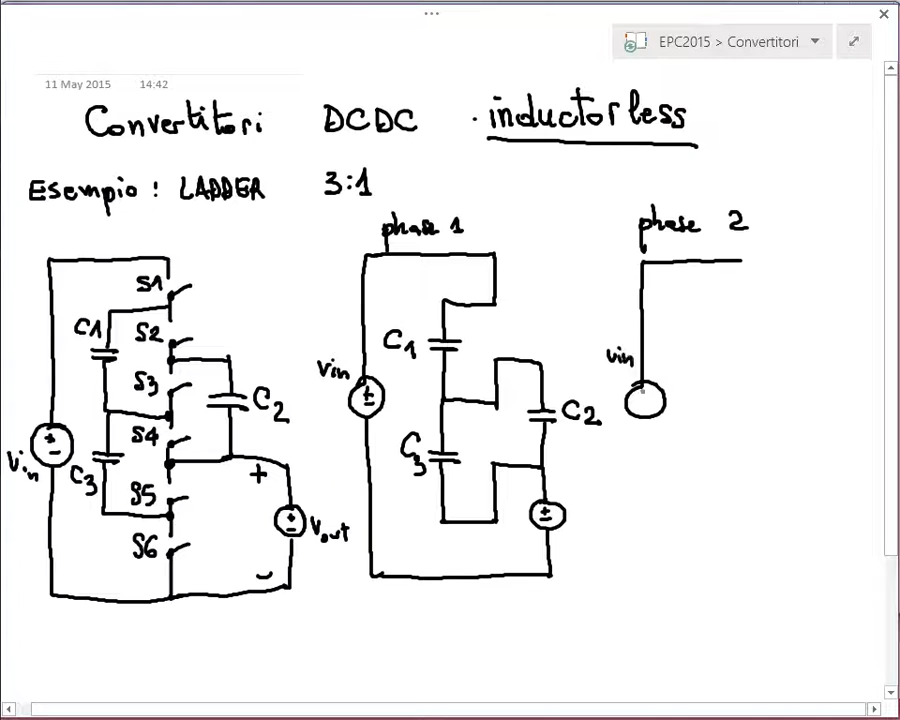 EPC2015 > Convertitori
11 May 2015 14:42
Convertitori DCDC · inductorless
Esempio : LADDER 3:1
phase 1
phase 2
S1
C1
S2
S3
C2
S4
C3
S5
S6
Vin
+
Vout
-
Vin
C1
C2
C3
Vin